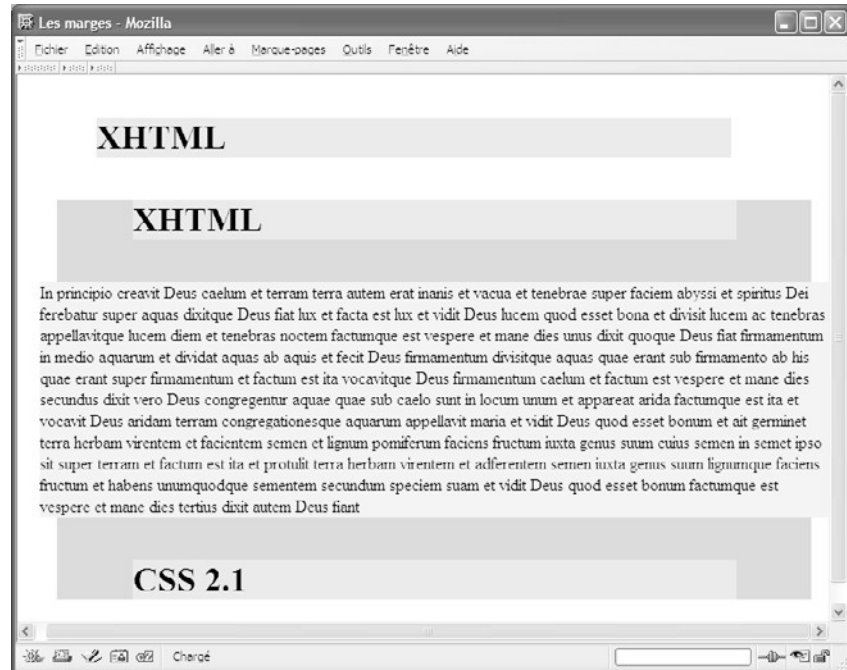 Les marges - Mozilla
Fichier Edition Affichage Aller à Marque-pages Outils Fenêtre Aide
XHTML
XHTML
In principio creavit Deus caelum et terram terra autem erat inanis et vacua et tenebrae super faciem abyssi et spiritus Dei
ferebatur super aquas dixitque Deus fiat lux et facta est lux et vidit Deus lucem quod esset bona et divisit lucem ac tenebras
appellavitque lucem diem et tenebras noctem factumque est vespere et mane dies unus dixit quoque Deus fiat firmamentum
in medio aquarum et dividat aquas ab aquis et fecit Deus firmamentum divisitque aquas quae erant sub firmamento ab his
quae erant super firmamentum et factum est ita vocavitque Deus firmamentum caelum et factum est vespere et mane dies
secundus dixit vero Deus congregentur aquae quae sub caelo sunt in locum unum et appareat arida factumque est ita et
vocavit Deus aridam terram congregationesque aquarum appellavit maria et vidit Deus quod esset bonum et ait germinet
terra herbam virentem et facientem semen et lignum pomiferum faciens fructum iuxta genus suum cuius semen in semet ipso
sit super terram et factum est ita et protulit terra herbam virentem et adferentem semen iuxta genus suum lignumque faciens
fructum et habens unumquodque sementem secundum speciem suam et vidit Deus quod esset bonum factumque est
vespere et mane dies tertius dixit autem Deus fiant
CSS 2.1
Chargé